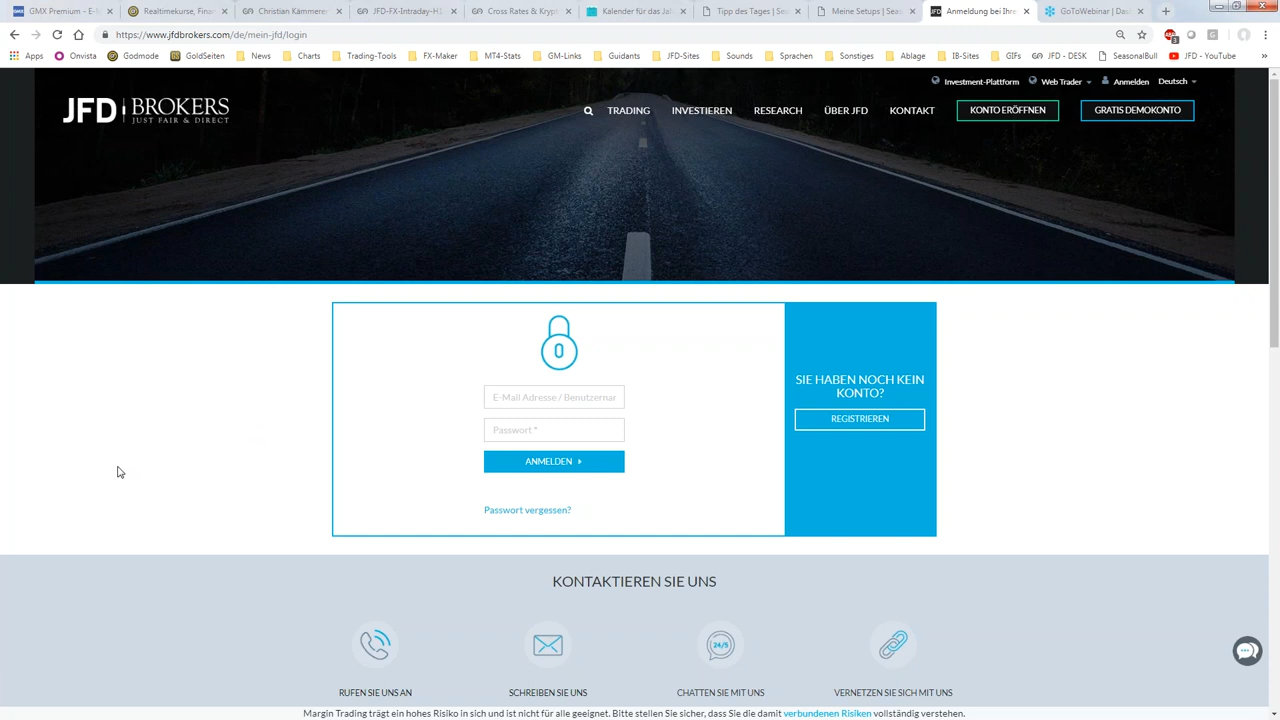 GMX Premium - E-
Realtimekurse, Finan
Christian Kämmerer
JFD-FX-Intraday-H1
Cross Rates & Krypt
Kalender für das Jah
Tipp des Tages | Sea
Meine Setups | Seas
Anmeldung bei Ihre
GoToWebinar | Das
https://www.jfdbrokers.com/de/mein-jfd/login
Apps
Onvista
Godmode
GoldSeiten
News
Charts
Trading-Tools
FX-Maker
MT4-Stats
GM-Links
Guidants
JFD-Sites
Sounds
Sprachen
Sonstiges
Ablage
IB-Sites
GIFs
JFD - DESK
SeasonalBull
JFD - YouTube
»
Investment-Plattform
Web Trader
Anmelden
Deutsch
JFD BROKERS
JUST FAIR & DIRECT
TRADING
INVESTIEREN
RESEARCH
ÜBER JFD
KONTAKT
KONTO ERÖFFNEN
GRATIS DEMOKONTO
E-Mail Adresse / Benutzernar
Passwort *
ANMELDEN
Passwort vergessen?
SIE HABEN NOCH KEIN
KONTO?
REGISTRIEREN
KONTAKTIEREN SIE UNS
24/5
RUFEN SIE UNS AN
SCHREIBEN SIE UNS
CHATTEN SIE MIT UNS
VERNETZEN SIE SICH MIT UNS
Margin Trading trägt ein hohes Risiko in sich und ist nicht für alle geeignet. Bitte stellen Sie sicher, dass Sie die damit verbundenen Risiken vollständig verstehen.